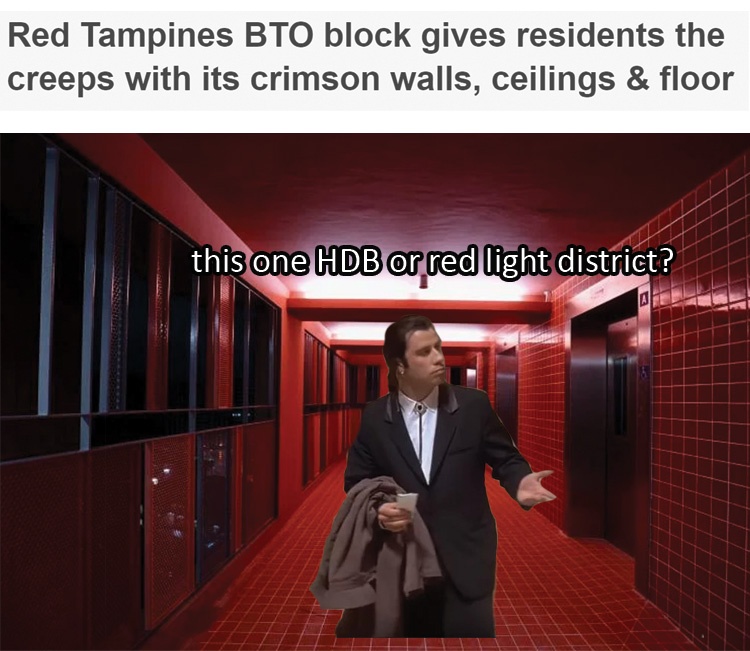 Red Tampines BTO block gives residents the
creeps with its crimson walls, ceilings & floor
this one HDB or red light district?
A